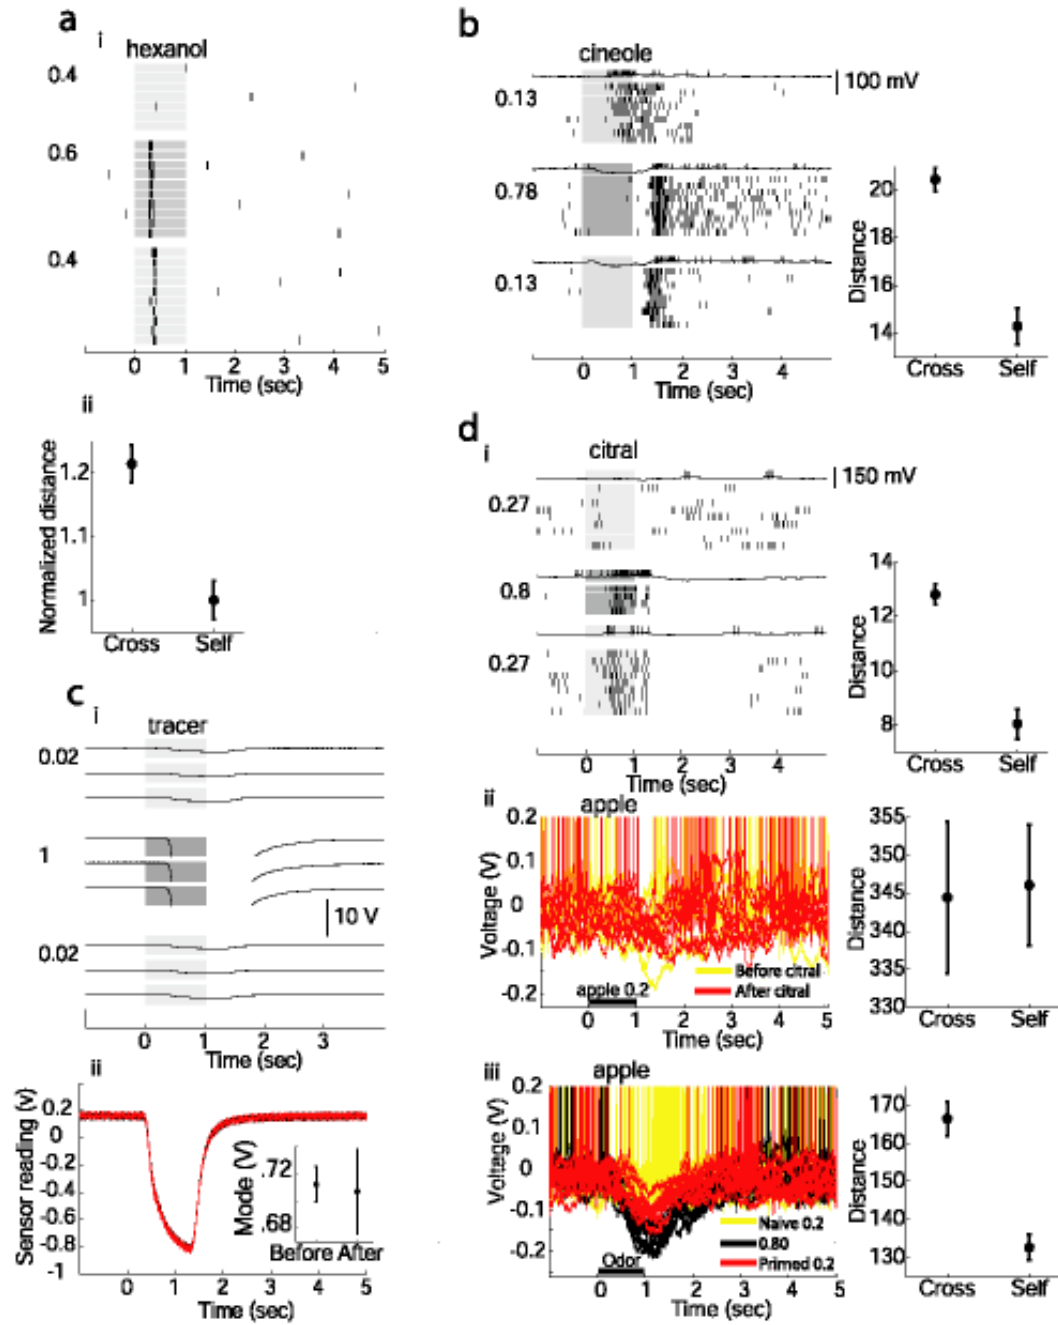 a
i
hexanol
0.4
0.6
0.4
0 1 2 3 4 5
Time (sec)
ii
Normalized distance
1.2
1.1
1
Cross Self
b
cineole
100 mV
0.13
0.78
0.13
0 1 2 3 4
Time (sec)
Distance
20
18
16
14
Cross Self
c
i
tracer
0.02
1
10 V
0.02
0 1 2 3
Time (sec)
ii
Sensor reading (v)
0.2
0
-0.2
-0.4
-0.6
-0.8
-1
Mode (V)
.72
.68
Before After
0 1 2 3 4 5
Time (sec)
d
i
citral
150 mV
0.27
0.8
0.27
0 1 2 3 4
Time (sec)
Distance
14
12
10
8
Cross Self
ii
apple
Voltage (V)
0.2
0.1
0
-0.1
-0.2
Before citral
After citral
apple 0.2
0 1 2 3 4 5
Time (sec)
Distance
355
350
345
340
335
330
Cross Self
iii
apple
Voltage (V)
0.2
0.1
0
-0.1
-0.2
Naive 0.2
0.80
Primed 0.2
Odor
0 1 2 3 4 5
Time (sec)
Distance
170
160
150
140
130
Cross Self